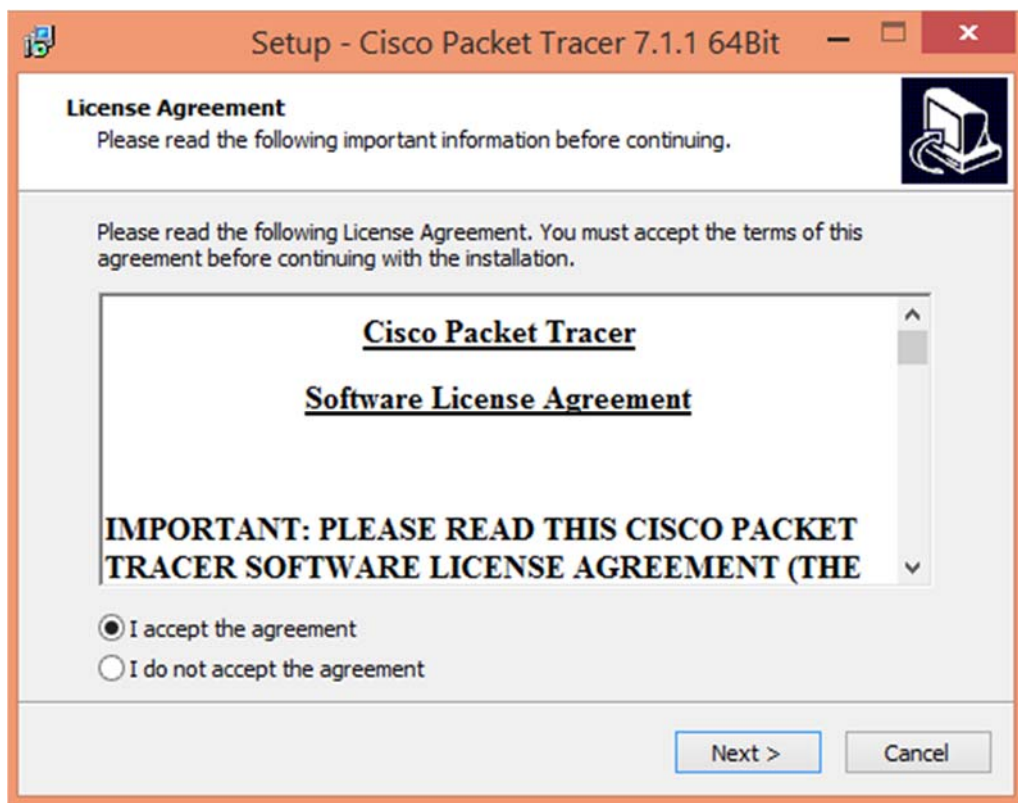 Setup - Cisco Packet Tracer 7.1.1 64Bit
License Agreement
Please read the following important information before continuing.
Please read the following License Agreement. You must accept the terms of this
agreement before continuing with the installation.
Cisco Packet Tracer
Software License Agreement
IMPORTANT: PLEASE READ THIS CISCO PACKET
TRACER SOFTWARE LICENSE AGREEMENT (THE
I accept the agreement
I do not accept the agreement
Next >
Cancel